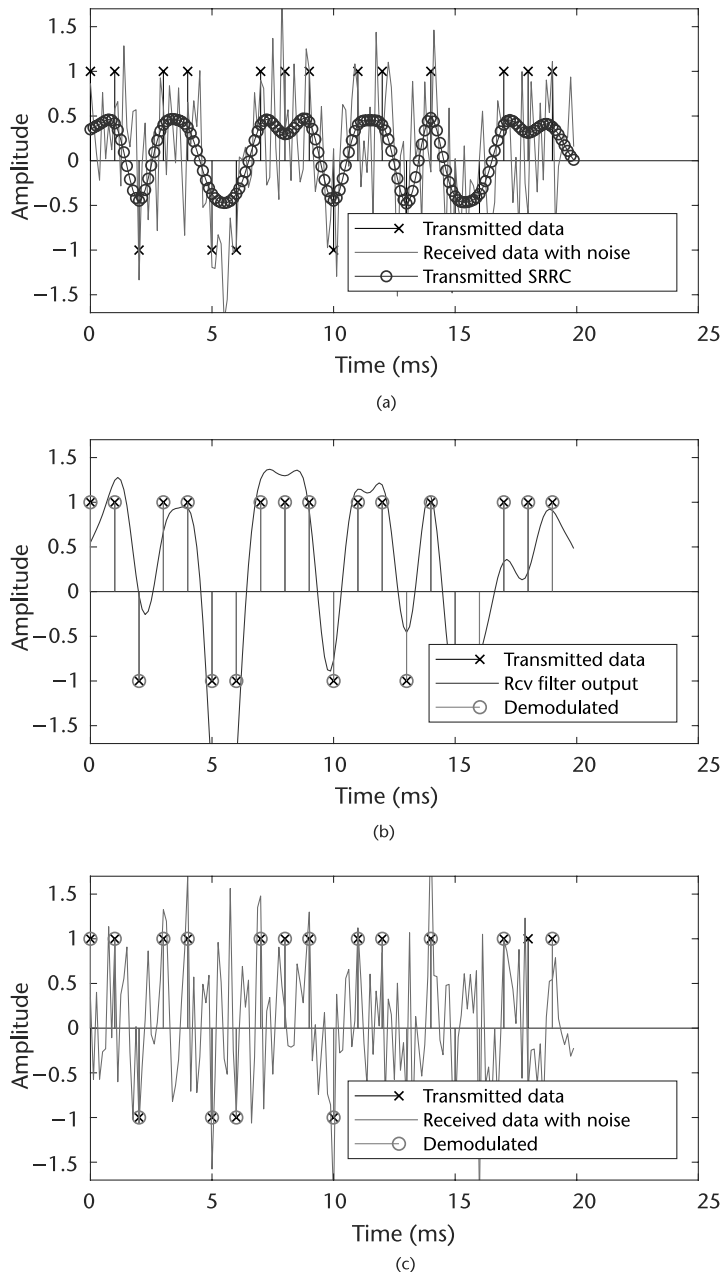 1.5
1
0.5
0
−0.5
−1
−1.5
Amplitude
Transmitted data
Received data with noise
Transmitted SRRC
0 5 10 15 20 25
Time (ms)
(a)
1.5
1
0.5
0
−0.5
−1
−1.5
Amplitude
Transmitted data
Rcv filter output
Demodulated
0 5 10 15 20 25
Time (ms)
(b)
1.5
1
0.5
0
−0.5
−1
−1.5
Amplitude
Transmitted data
Received data with noise
Demodulated
0 5 10 15 20 25
Time (ms)
(c)